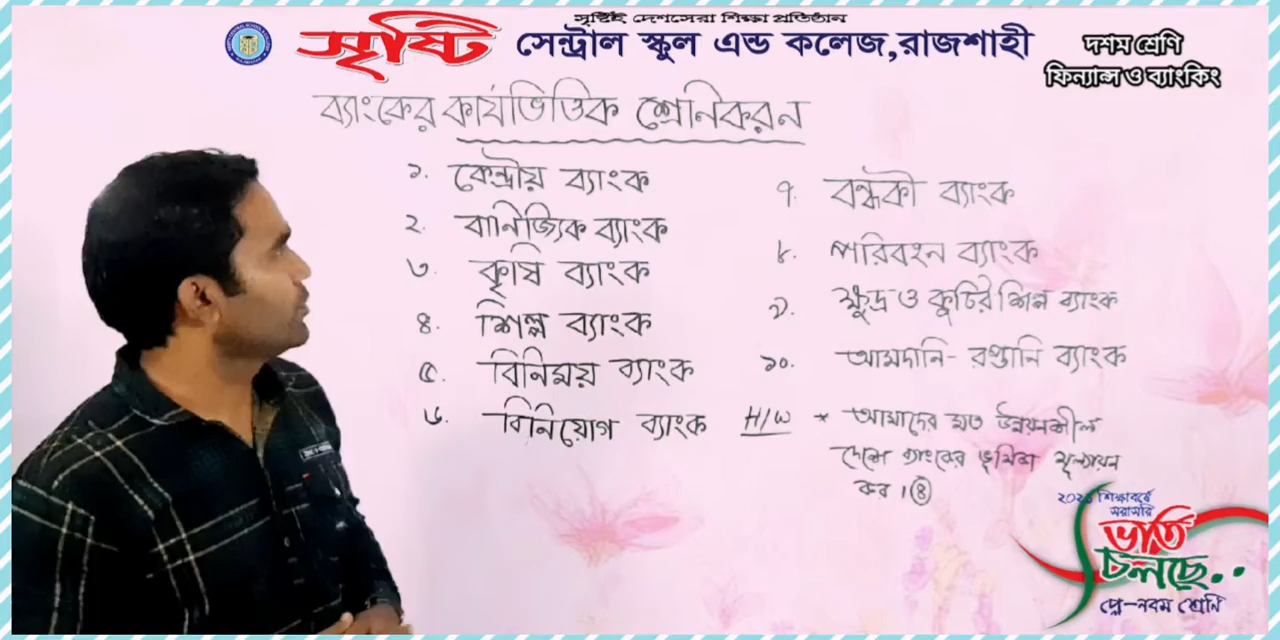 সৃষ্টিই দেশসেরা শিক্ষা প্রতিষ্ঠান
সৃষ্টি সেন্ট্রাল স্কুল এন্ড কলেজ,রাজশাহী
দশম শ্রেণি
ফিন্যান্স ও ব্যাংকিং
ব্যাংকের কার্যভিত্তিক শ্রেনিকরন
১. কেন্দ্রীয় ব্যাংক
২. বানিজ্যিক ব্যাংক
৩. কৃষি ব্যাংক
৪. শিল্প ব্যাংক
৫. বিনিময় ব্যাংক
৬. বিনিয়োগ ব্যাংক
৭. বন্ধকী ব্যাংক
৮. পরিবহন ব্যাংক
৯. ক্ষুদ্র ও কুটির শিল্প ব্যাংক
১০. আমদানি- রপ্তানি ব্যাংক
H/W * আমাদের মত উন্নয়নশীল
দেশে ব্যাংকের ভূমিকা মূল্যায়ন
কর ।৪
শিক্ষাবর্ষে
সরাসরি
ভর্তি
চলছে..
প্লে-নবম শ্রেণি